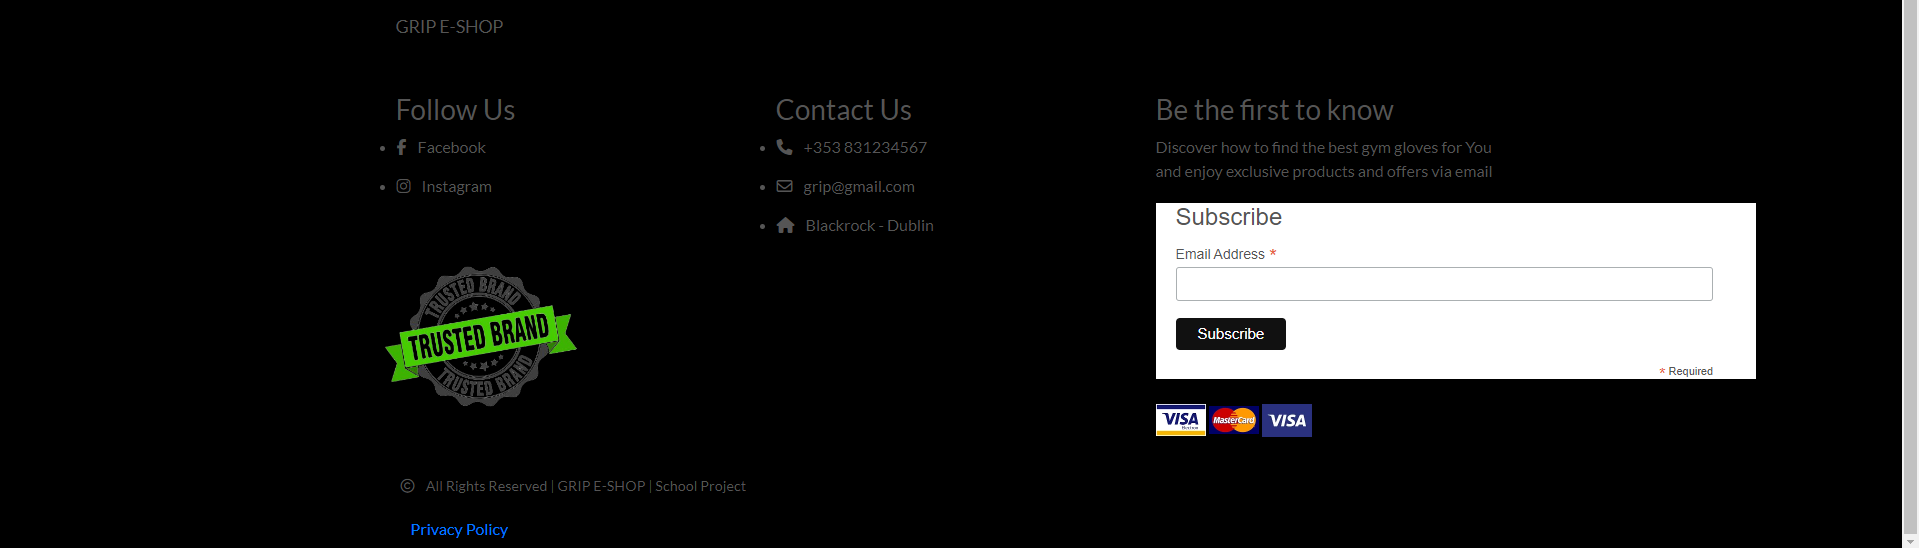 GRIP E-SHOP
Follow Us
Facebook
Instagram
Contact Us
+353 831234567
grip@gmail.com
Blackrock - Dublin
Be the first to know
Discover how to find the best gym gloves for You
and enjoy exclusive products and offers via email
Subscribe
Email Address *
Subscribe
* Required
TRUSTED BRAND
TRUSTED BRAND
TRUSTED BRAND
VISA
Electron
MasterCard
VISA
© All Rights Reserved | GRIP E-SHOP | School Project
Privacy Policy